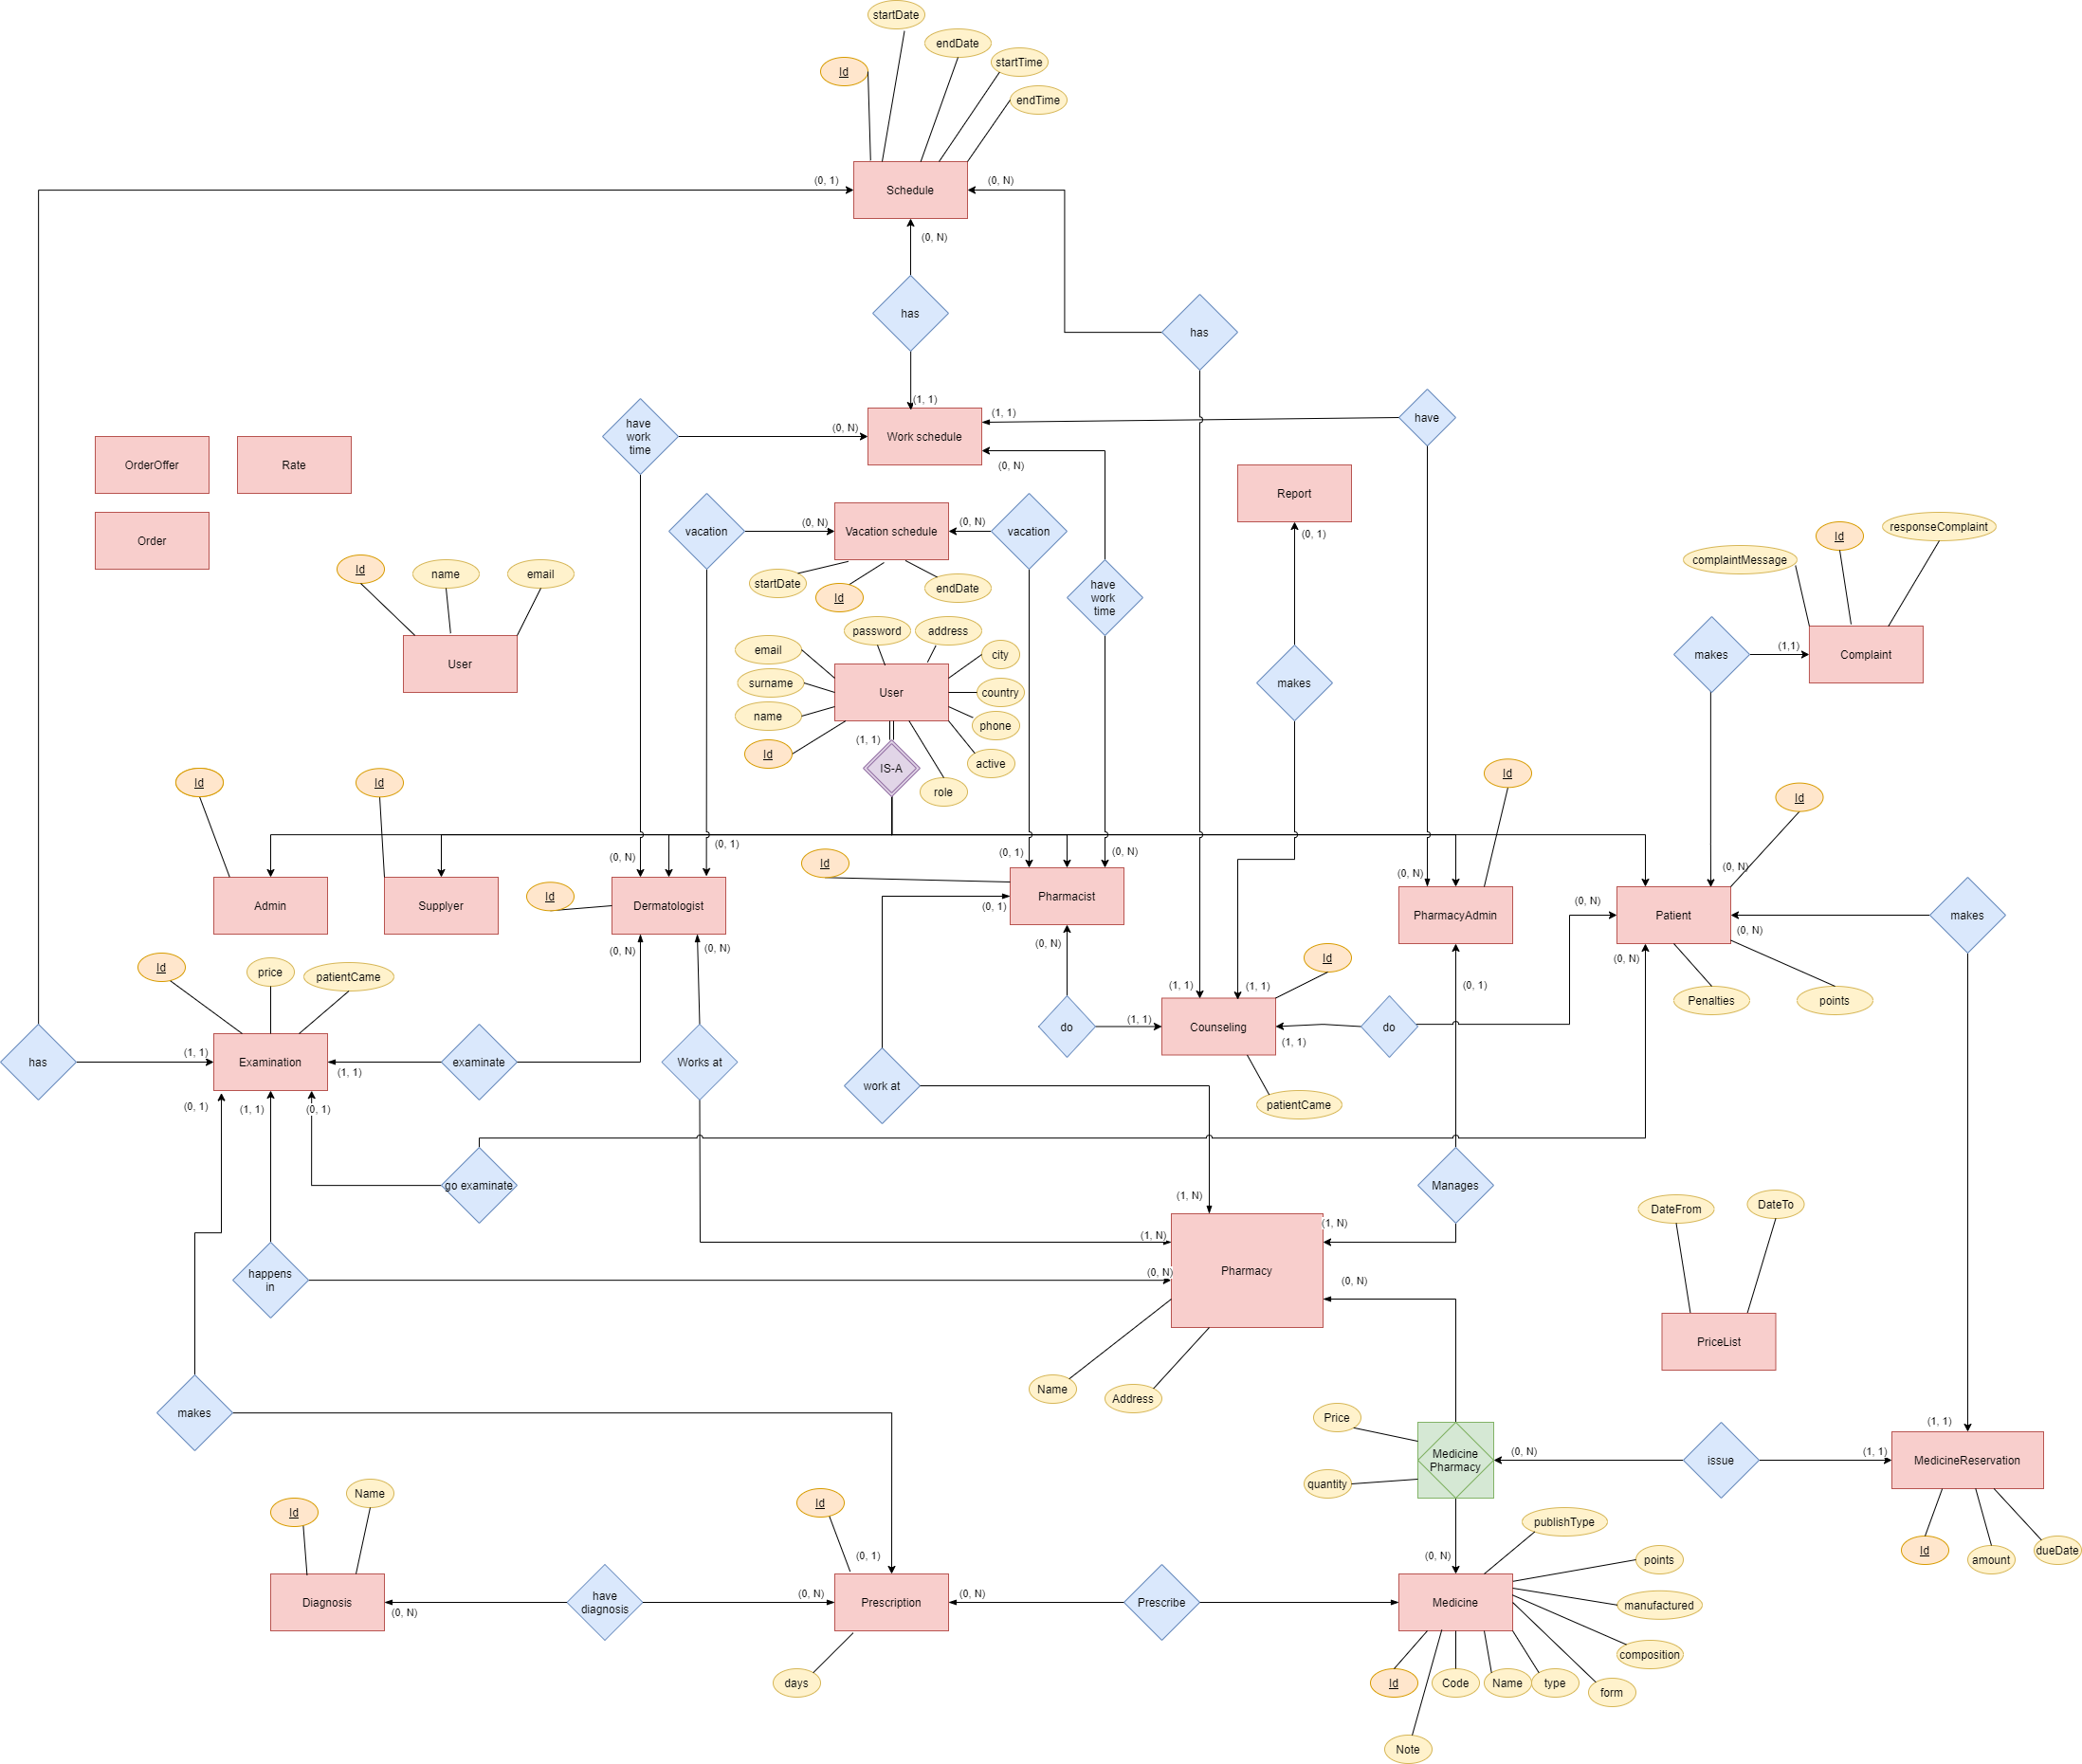 startDate
endDate
startTime
Id
endTime
(0, 1)
Schedule
(0, N)
(0, N)
has
has
(1, 1)
(1, 1)
have
have
work
time
(0, N)
Work schedule
(0, N)
OrderOffer
Rate
Report
vacation
(0, N)
Vacation schedule
(0, N)
vacation
(0, 1)
Order
Id
responseComplaint
complaintMessage
Id
name
email
startDate
Id
endDate
have
work
time
User
password
address
email
city
surname
User
country
name
phone
(1, 1)
Id
IS-A
active
role
makes
makes
(1,1)
Complaint
Id
Id
Id
Id
(0, 1)
(0, N)
Id
(0, 1)
(0, N)
(0, N)
(0, N)
Id
Admin
Supplyer
Dermatologist
Pharmacist
(0, 1)
PharmacyAdmin
(0, N)
Patient
makes
(0, N)
(0, N)
(0, N)
(0, N)
(0, N)
Id
Id
price
patientCame
(1, 1)
(1, 1)
(0, 1)
Penalties
points
has
(1, 1)
Examination
(1, 1)
examinate
Works at
do
(1, 1)
Counseling
(1, 1)
do
work at
patientCame
(0, 1)
(1, 1)
(0, 1)
go examinate
Manages
(1, N)
(1, N)
(1, N)
DateFrom
DateTo
happens
in
(0, N)
Pharmacy
(0, N)
PriceList
Name
Address
makes
Price
(1, 1)
Medicine
Pharmacy
(0, N)
issue
(1, 1)
MedicineReservation
quantity
Id
Name
Id
publishType
(0, 1)
(0, N)
points
Id
amount
dueDate
Diagnosis
(0, N)
have
diagnosis
(0, N)
Prescription
(0, N)
Prescribe
Medicine
manufactured
composition
days
Id
Code
Name
type
form
Note